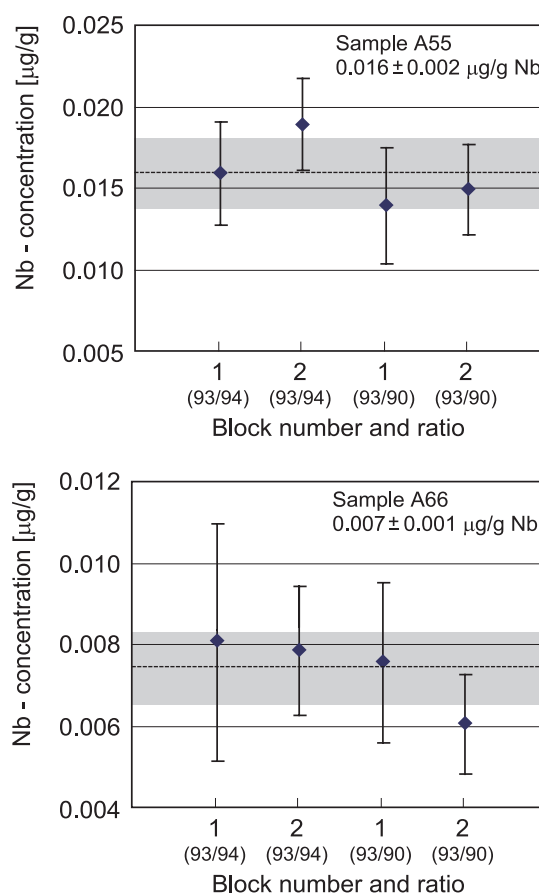 Nb - concentration [µg/g]
0.025
0.020
0.015
0.010
0.005
Sample A55
0.016 ± 0.002 µg/g Nb
1 2 1 2
(93/94) (93/94) (93/90) (93/90)
Block number and ratio
Nb - concentration [µg/g]
0.012
0.010
0.008
0.006
0.004
Sample A66
0.007 ± 0.001 µg/g Nb
1 2 1 2
(93/94) (93/94) (93/90) (93/90)
Block number and ratio